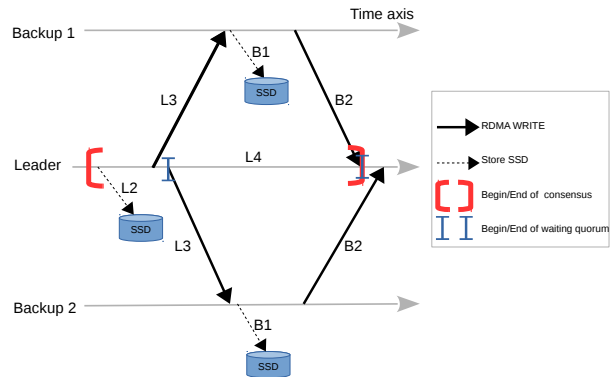 Time axis
Backup 1
B1
SSD
L3
B2
RDMA WRITE
Leader
L4
Store SSD
L2
Begin/End of consensus
SSD
Begin/End of waiting quorum
L3
B2
Backup 2
B1
SSD